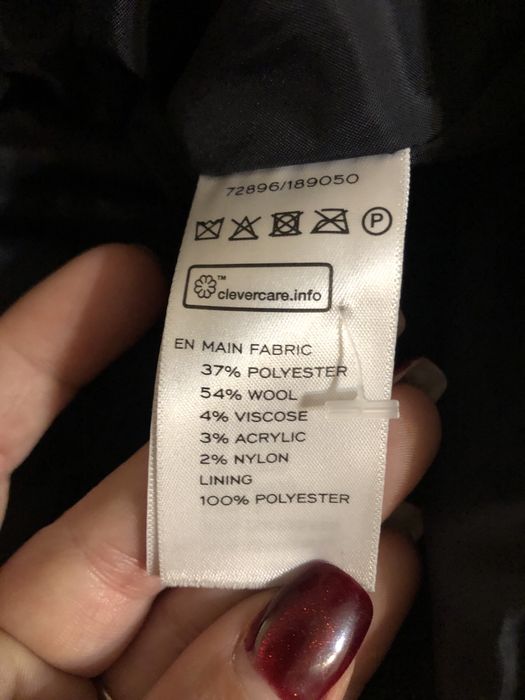 72896/189050
P
™
clevercare.info
EN MAIN FABRIC
37% POLYESTER
54% WOOL
4% VISCOSE
3% ACRYLIC
2% NYLON
LINING
100% POLYESTER